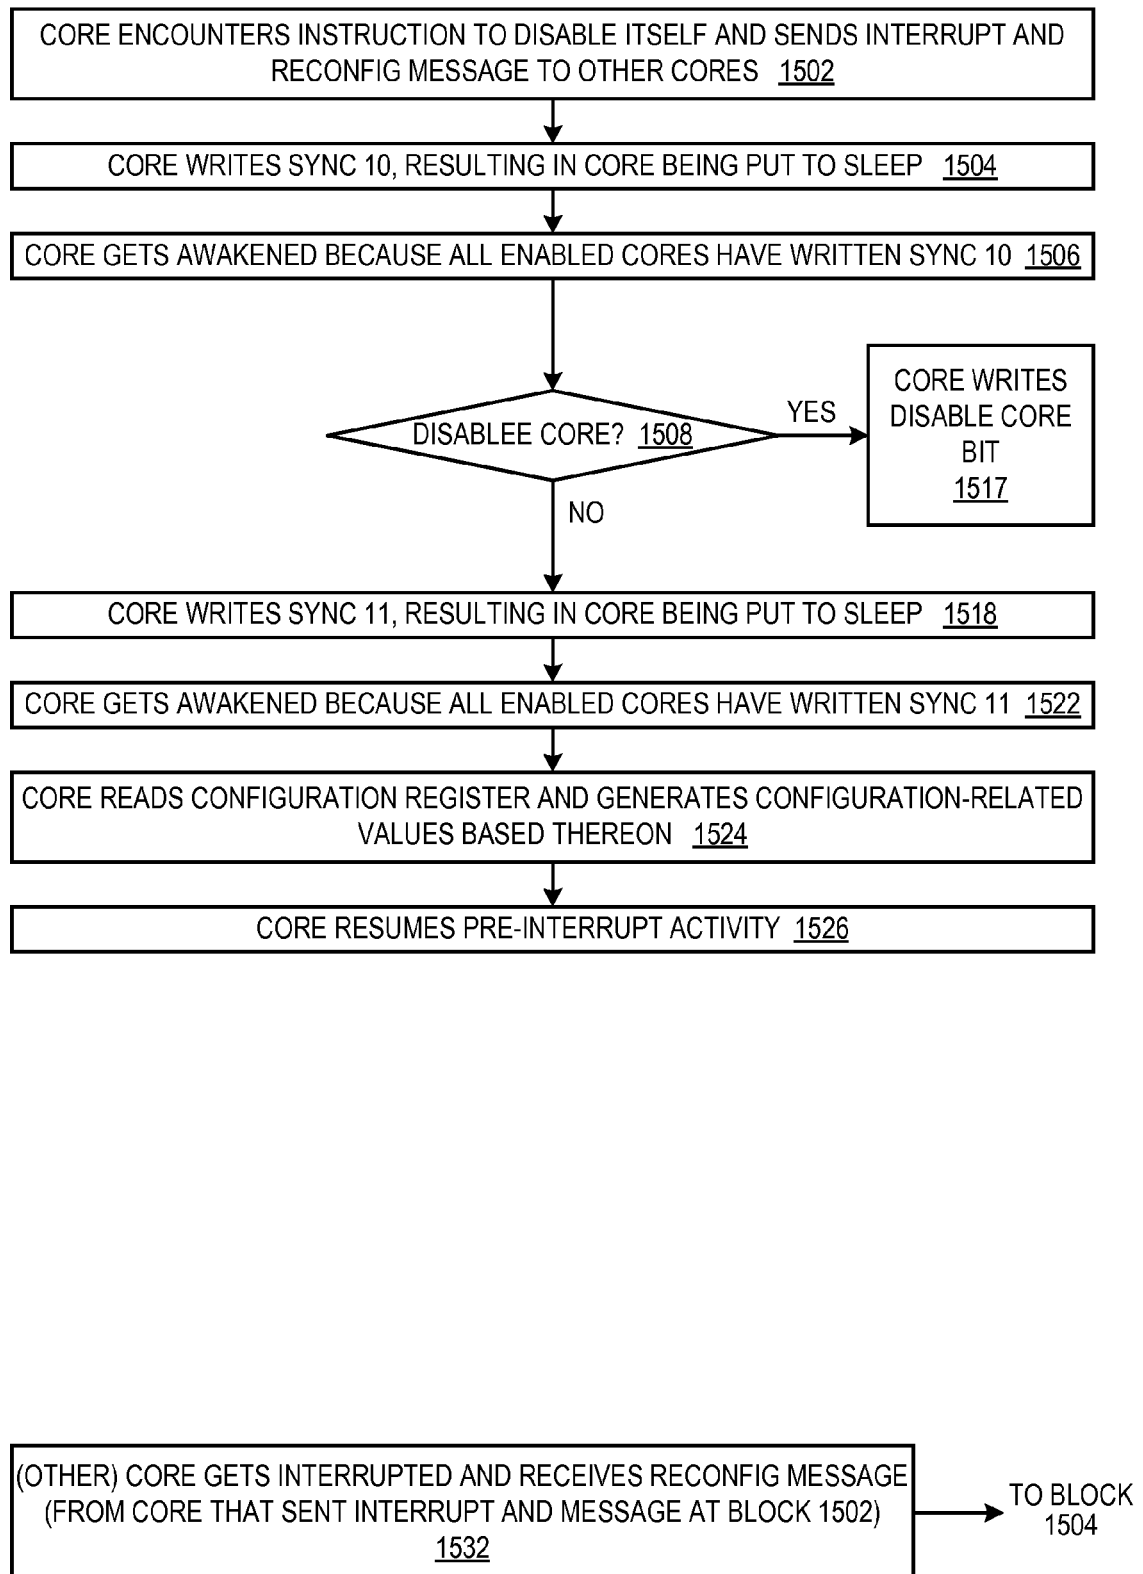 CORE ENCOUNTERS INSTRUCTION TO DISABLE ITSELF AND SENDS INTERRUPT AND
RECONFIG MESSAGE TO OTHER CORES 1502
CORE WRITES SYNC 10, RESULTING IN CORE BEING PUT TO SLEEP 1504
CORE GETS AWAKENED BECAUSE ALL ENABLED CORES HAVE WRITTEN SYNC 10 1506
DISABLEE CORE? 1508
YES
CORE WRITES
DISABLE CORE
BIT
1517
NO
CORE WRITES SYNC 11, RESULTING IN CORE BEING PUT TO SLEEP 1518
CORE GETS AWAKENED BECAUSE ALL ENABLED CORES HAVE WRITTEN SYNC 11 1522
CORE READS CONFIGURATION REGISTER AND GENERATES CONFIGURATION-RELATED
VALUES BASED THEREON 1524
CORE RESUMES PRE-INTERRUPT ACTIVITY 1526
(OTHER) CORE GETS INTERRUPTED AND RECEIVES RECONFIG MESSAGE
(FROM CORE THAT SENT INTERRUPT AND MESSAGE AT BLOCK 1502)
1532
TO BLOCK
1504